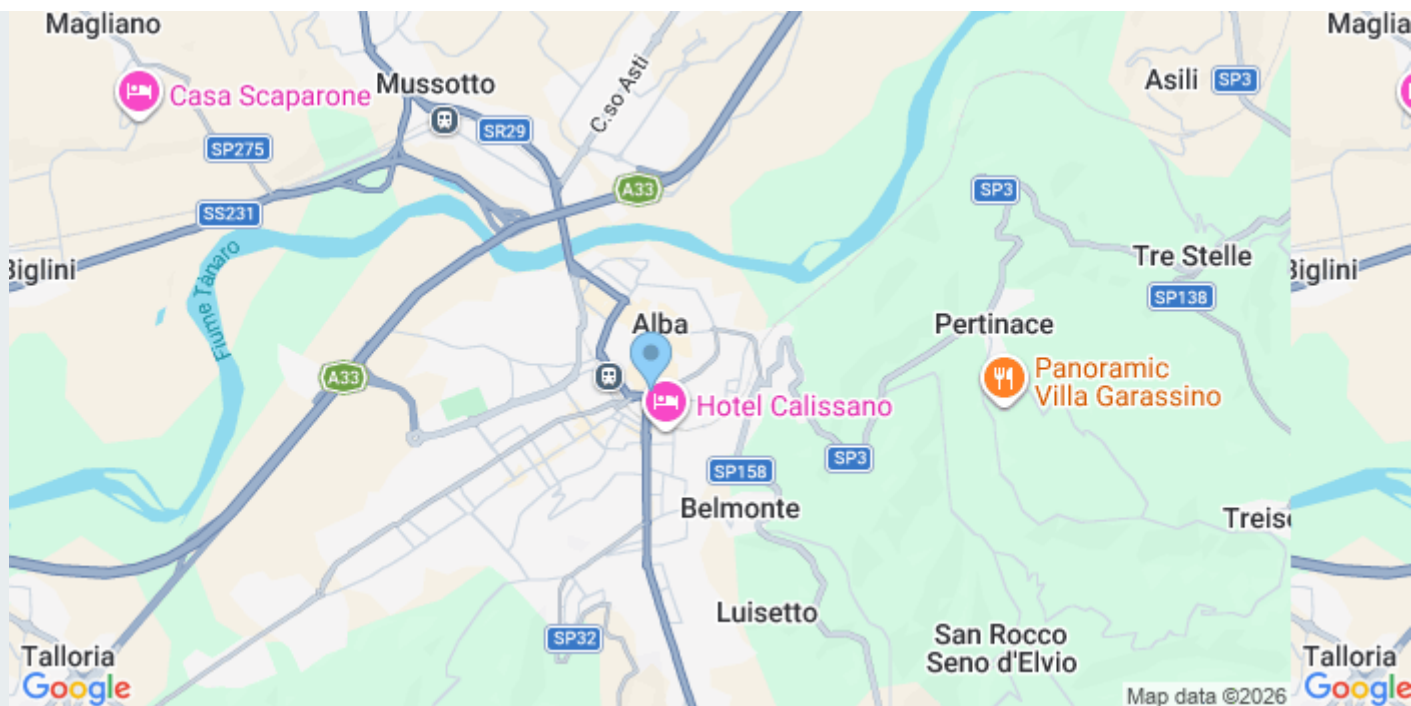 Magliano
Maglia
Mussotto
Asili
SP3
Casa Scaparone
C.so Asti
SR29
SP275
A33
SP3
SS231
Fiume Tànaro
Tre Stelle
Biglini
Biglini
SP138
Alba
Pertinace
A33
Panoramic
Villa Garassino
Hotel Calissano
SP3
SP158
Belmonte
Treis
Luisetto
SP32
San Rocco
Seno d'Elvio
Talloria
Talloria
Google
Map data ©2026
Google